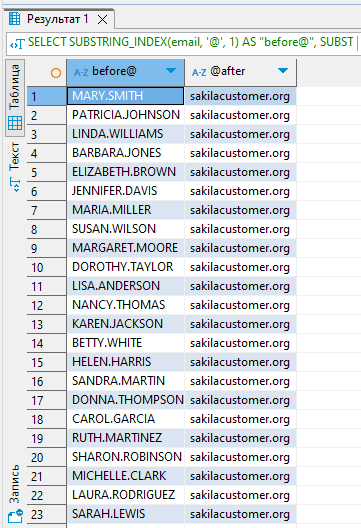 Результат 1
SELECT SUBSTRING_INDEX(email, '@', 1) AS "before@", SUBST
Таблица
Текст
Запись
A-Z before@ A-Z @after
1 MARY.SMITH sakilacustomer.org
2 PATRICIA.JOHNSON sakilacustomer.org
3 LINDA.WILLIAMS sakilacustomer.org
4 BARBARA.JONES sakilacustomer.org
5 ELIZABETH.BROWN sakilacustomer.org
6 JENNIFER.DAVIS sakilacustomer.org
7 MARIA.MILLER sakilacustomer.org
8 SUSAN.WILSON sakilacustomer.org
9 MARGARET.MOORE sakilacustomer.org
10 DOROTHY.TAYLOR sakilacustomer.org
11 LISA.ANDERSON sakilacustomer.org
12 NANCY.THOMAS sakilacustomer.org
13 KAREN.JACKSON sakilacustomer.org
14 BETTY.WHITE sakilacustomer.org
15 HELEN.HARRIS sakilacustomer.org
16 SANDRA.MARTIN sakilacustomer.org
17 DONNA.THOMPSON sakilacustomer.org
18 CAROL.GARCIA sakilacustomer.org
19 RUTH.MARTINEZ sakilacustomer.org
20 SHARON.ROBINSON sakilacustomer.org
21 MICHELLE.CLARK sakilacustomer.org
22 LAURA.RODRIGUEZ sakilacustomer.org
23 SARAH.LEWIS sakilacustomer.org